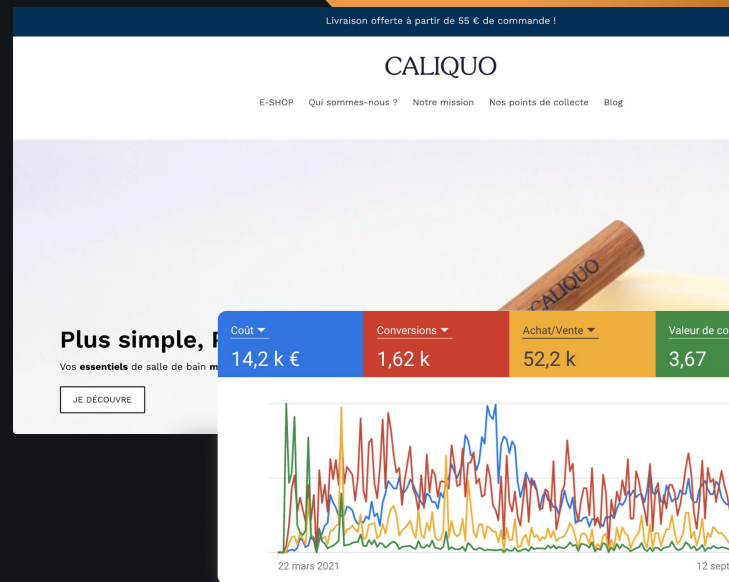 Livraison offerte à partir de 55 € de commande !
CALIQUO
E-SHOP Qui sommes-nous ? Notre mission Nos points de collecte Blog
CALIQUO
Plus simple,
Vos essentiels de salle de bain
JE DÉCOUVRE
Coût Conversions Achat/Vente Valeur de
14,2 k € 1,62 k 52,2 k 3,67
22 mars 2021 12 sept